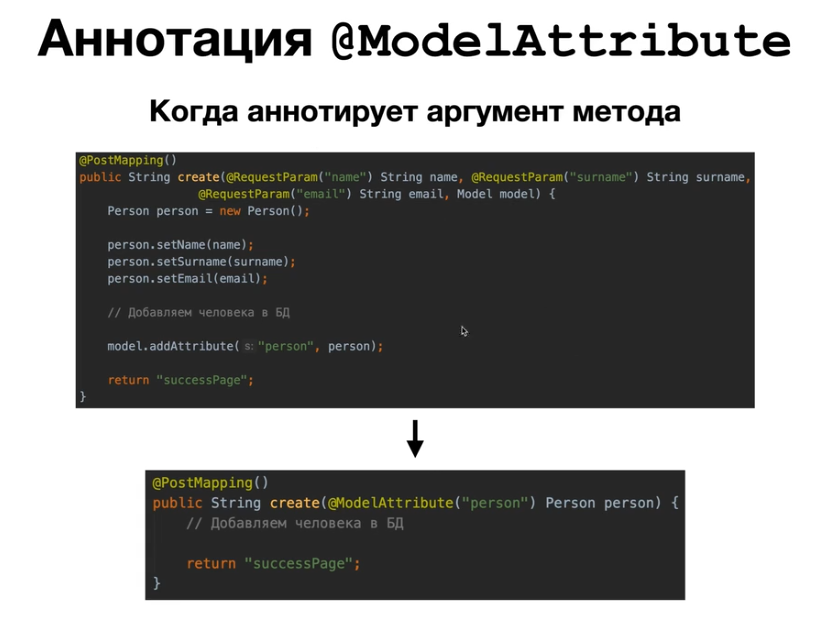 Аннотация @ModelAttribute
Когда аннотирует аргумент метода
@PostMapping()
public String create(@RequestParam("name") String name, @RequestParam("surname") String surname,
@RequestParam("email") String email, Model model) {
Person person = new Person();
person.setName(name);
person.setSurname(surname);
person.setEmail(email);
// Добавляем человека в БД
model.addAttribute( s: "person", person);
return "successPage";
}
@PostMapping()
public String create(@ModelAttribute("person") Person person) {
// Добавляем человека в БД
return "successPage";
}